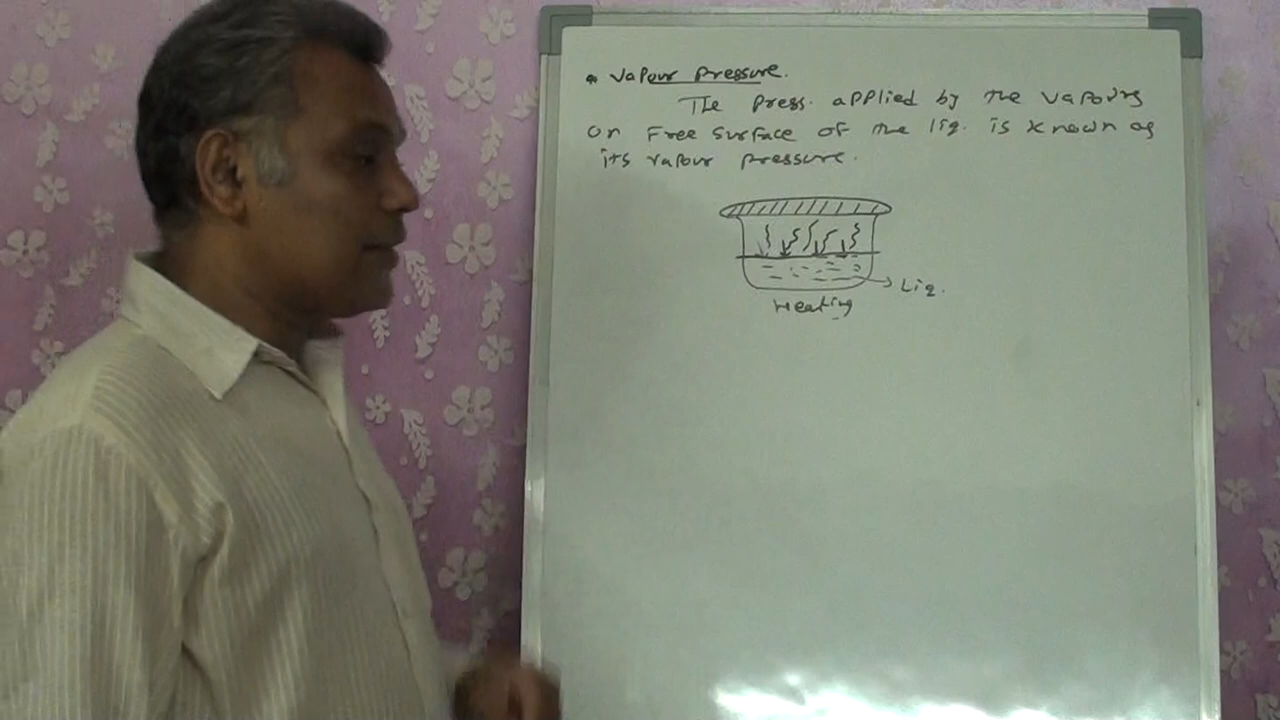 * Vapour pressure.
The press. applied by the vapours
on Free surface of the liq. is known as
its vapour pressure.
Liq.
Heating